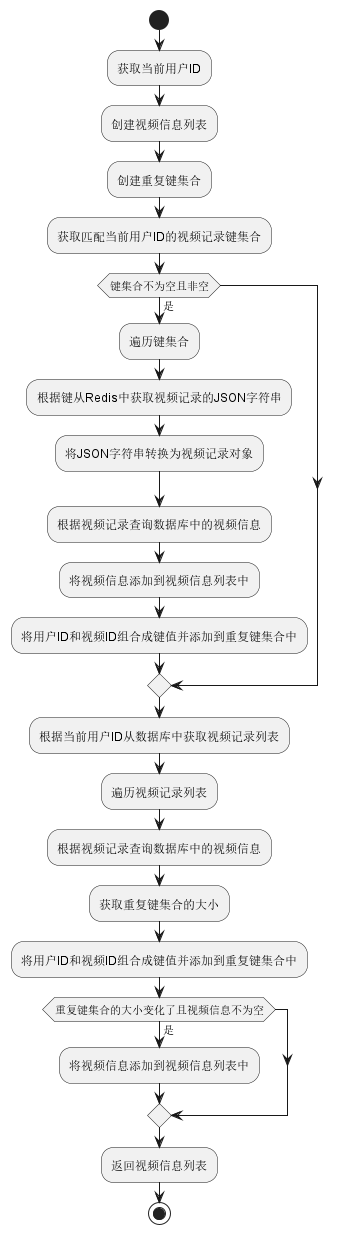 获取当前用户ID
创建视频信息列表
创建重复键集合
获取匹配当前用户ID的视频记录键集合
键集合不为空且非空
是
遍历键集合
根据键从Redis中获取视频记录的JSON字符串
将JSON字符串转换为视频记录对象
根据视频记录查询数据库中的视频信息
将视频信息添加到视频信息列表中
将用户ID和视频ID组合成键值并添加到重复键集合中
根据当前用户ID从数据库中获取视频记录列表
遍历视频记录列表
根据视频记录查询数据库中的视频信息
获取重复键集合的大小
将用户ID和视频ID组合成键值并添加到重复键集合中
重复键集合的大小变化了且视频信息不为空
是
将视频信息添加到视频信息列表中
返回视频信息列表